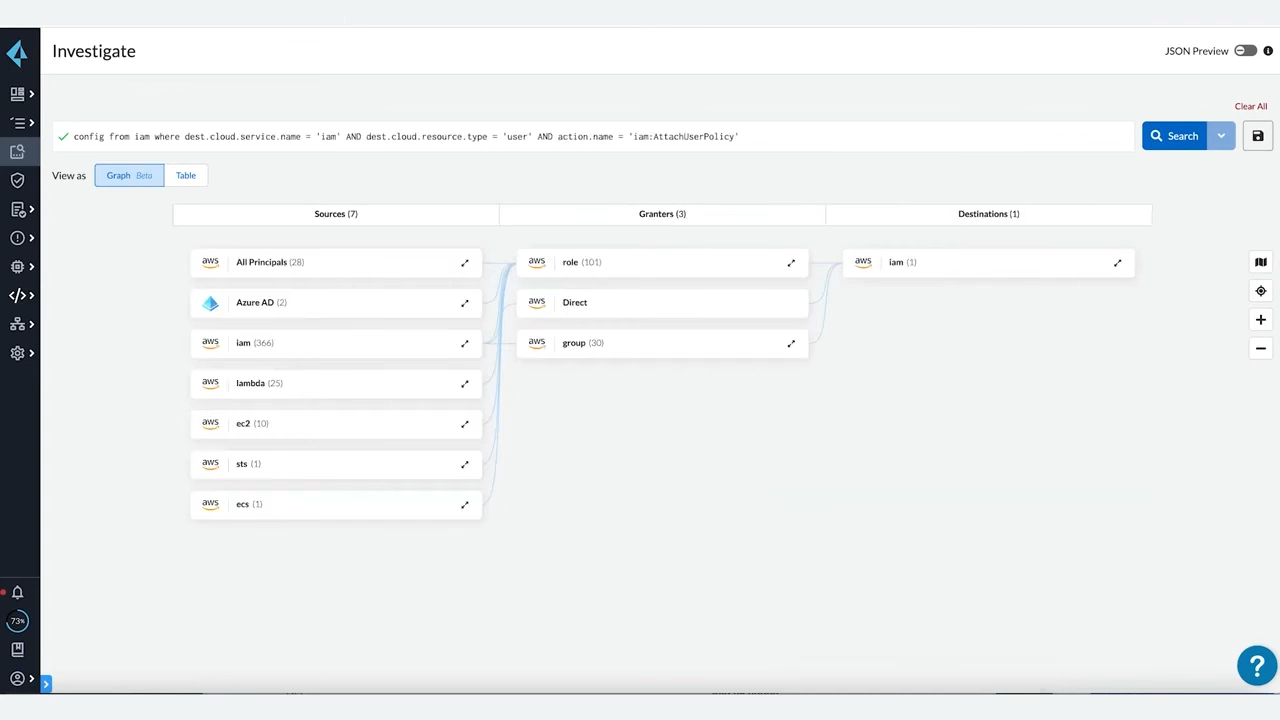 Investigate
JSON Preview
Clear All
config from iam where dest.cloud.service.name = 'iam' AND dest.cloud.resource.type = 'user' AND action.name = 'iam:AttachUserPolicy'
Search
View as
Graph Beta
Table
Sources (7)
Granters (3)
Destinations (1)
aws All Principals (28)
aws role (101)
aws iam (1)
Azure AD (2)
aws Direct
aws iam (366)
aws group (30)
aws lambda (25)
aws ec2 (10)
aws sts (1)
aws ecs (1)
73%
?